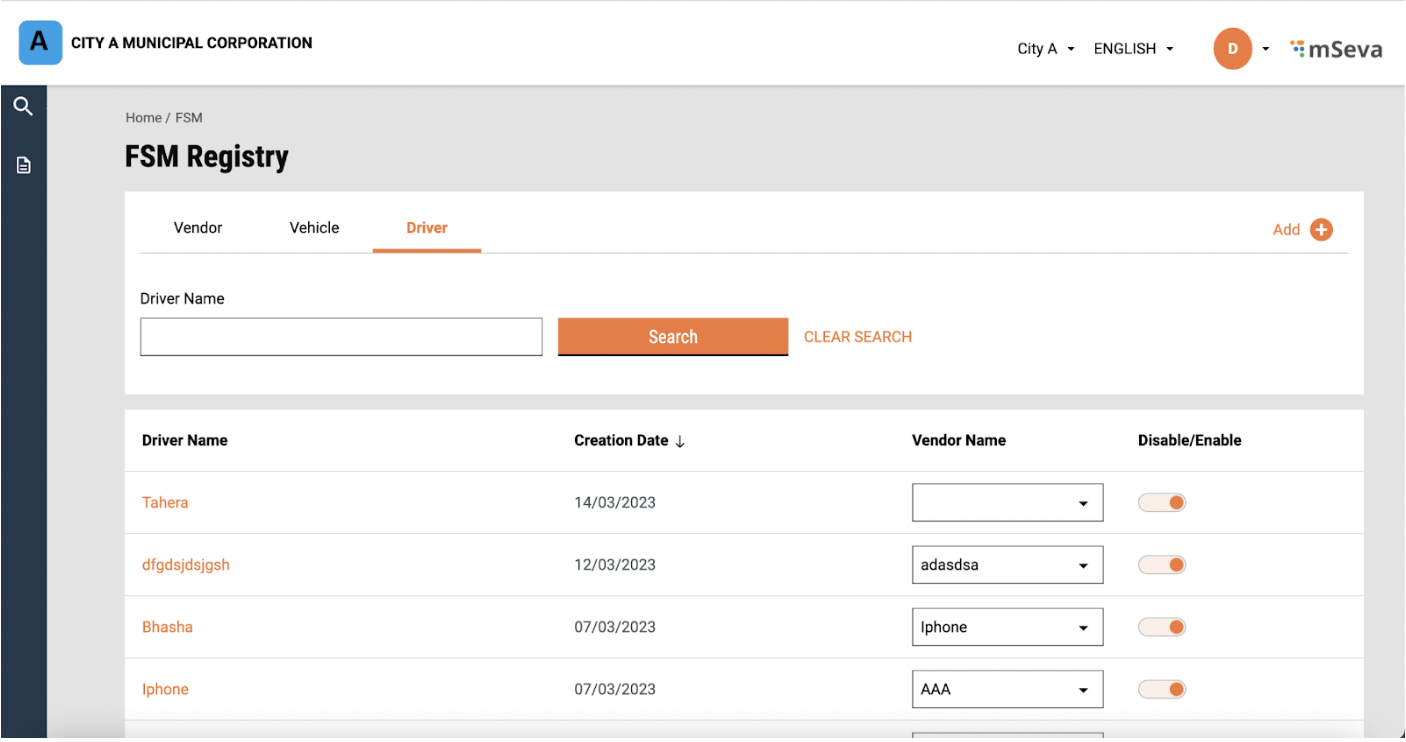 A CITY A MUNICIPAL CORPORATION City A ENGLISH D mSeva
Home / FSM
FSM Registry
Vendor Vehicle Driver Add
Driver Name
Search CLEAR SEARCH
Driver Name Creation Date ↓ Vendor Name Disable/Enable
Tahera 14/03/2023
dfgdsjdsjgsh 12/03/2023 adasdsa
Bhasha 07/03/2023 Iphone
Iphone 07/03/2023 AAA